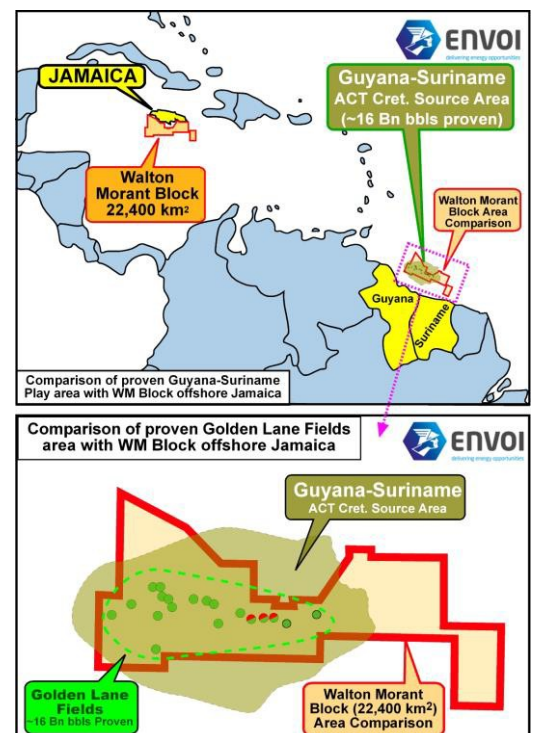 ENVOI
delivering energy opportunities
JAMAICA
Guyana-Suriname
ACT Cret. Source Area
(~16 Bn bbls proven)
Walton
Morant Block
22,400 km²
Walton Morant
Block Area
Comparison
Guyana
Suriname
Comparison of proven Guyana-Suriname
Play area with WM Block offshore Jamaica
Comparison of proven Golden Lane Fields
area with WM Block offshore Jamaica
ENVOI
delivering energy opportunities
Guyana-Suriname
ACT Cret. Source Area
Golden Lane
Fields
~16 Bn bbls Proven
Walton Morant
Block (22,400 km²)
Area Comparison